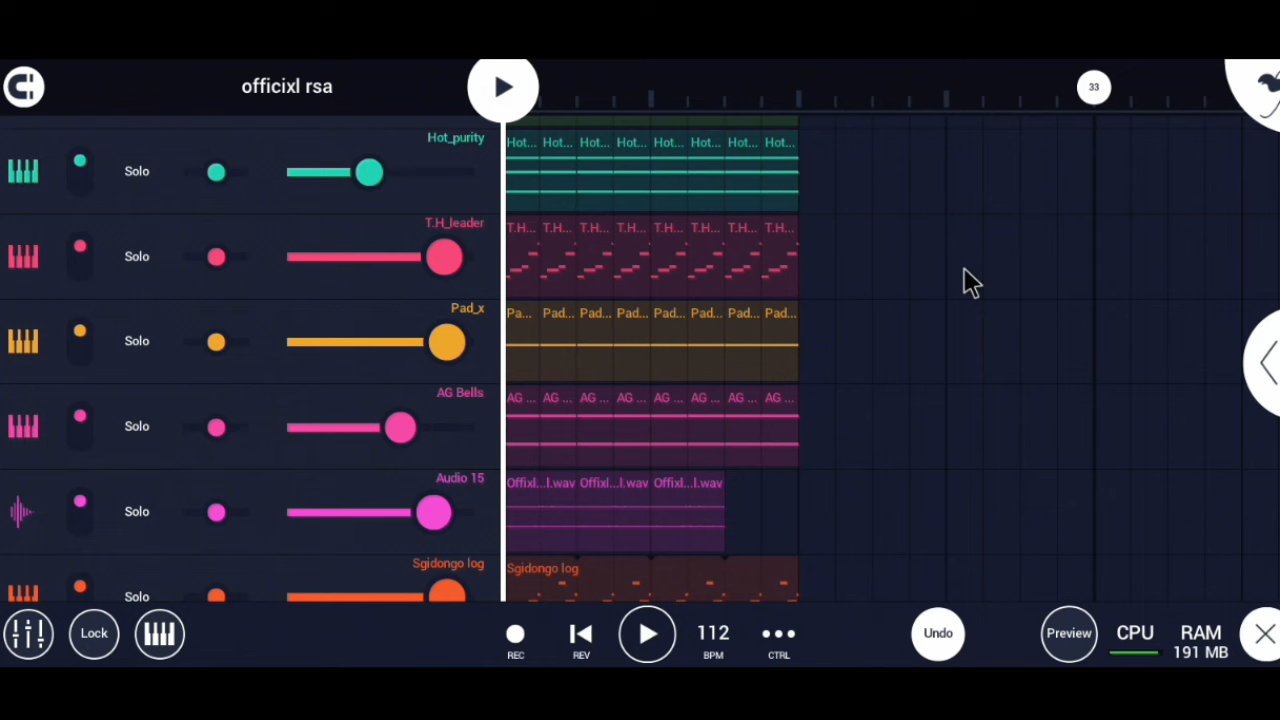 officixl rsa
33
Hot_purity
Solo
Hot... Hot... Hot... Hot... Hot... Hot... Hot... Hot...
T.H_leader
Solo
T.H... T.H... T.H... T.H... T.H... T.H... T.H... T.H...
Pad_x
Solo
Pa... Pad... Pad... Pad... Pad... Pad... Pad... Pad...
AG Bells
Solo
AG ... AG ... AG ... AG ... AG ... AG ... AG ... AG ...
Audio 15
Solo
Offixl...l.wav Offixl...l.wav Offixl...l.wav
Sgidongo log
Solo
Sgidongo log
Lock
REC
REV
112
BPM
CTRL
Undo
Preview
CPU
RAM
191 MB